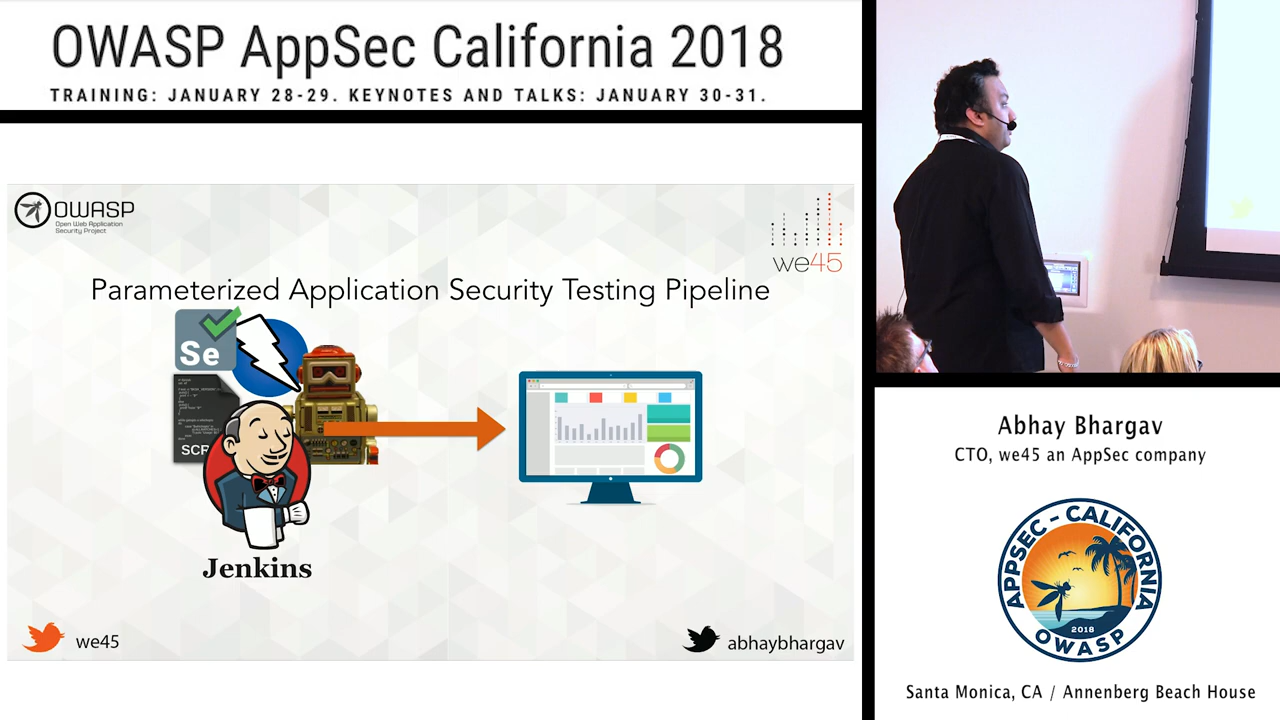 OWASP AppSec California 2018
TRAINING: JANUARY 28-29. KEYNOTES AND TALKS: JANUARY 30-31.
OWASP
Open Web Application
Security Project
we45
Parameterized Application Security Testing Pipeline
Se
SCR
Jenkins
we45
abhaybhargav
Abhay Bhargav
CTO, we45 an AppSec company
APPSEC - CALIFORNIA
2018
OWASP
Santa Monica, CA / Annenberg Beach House